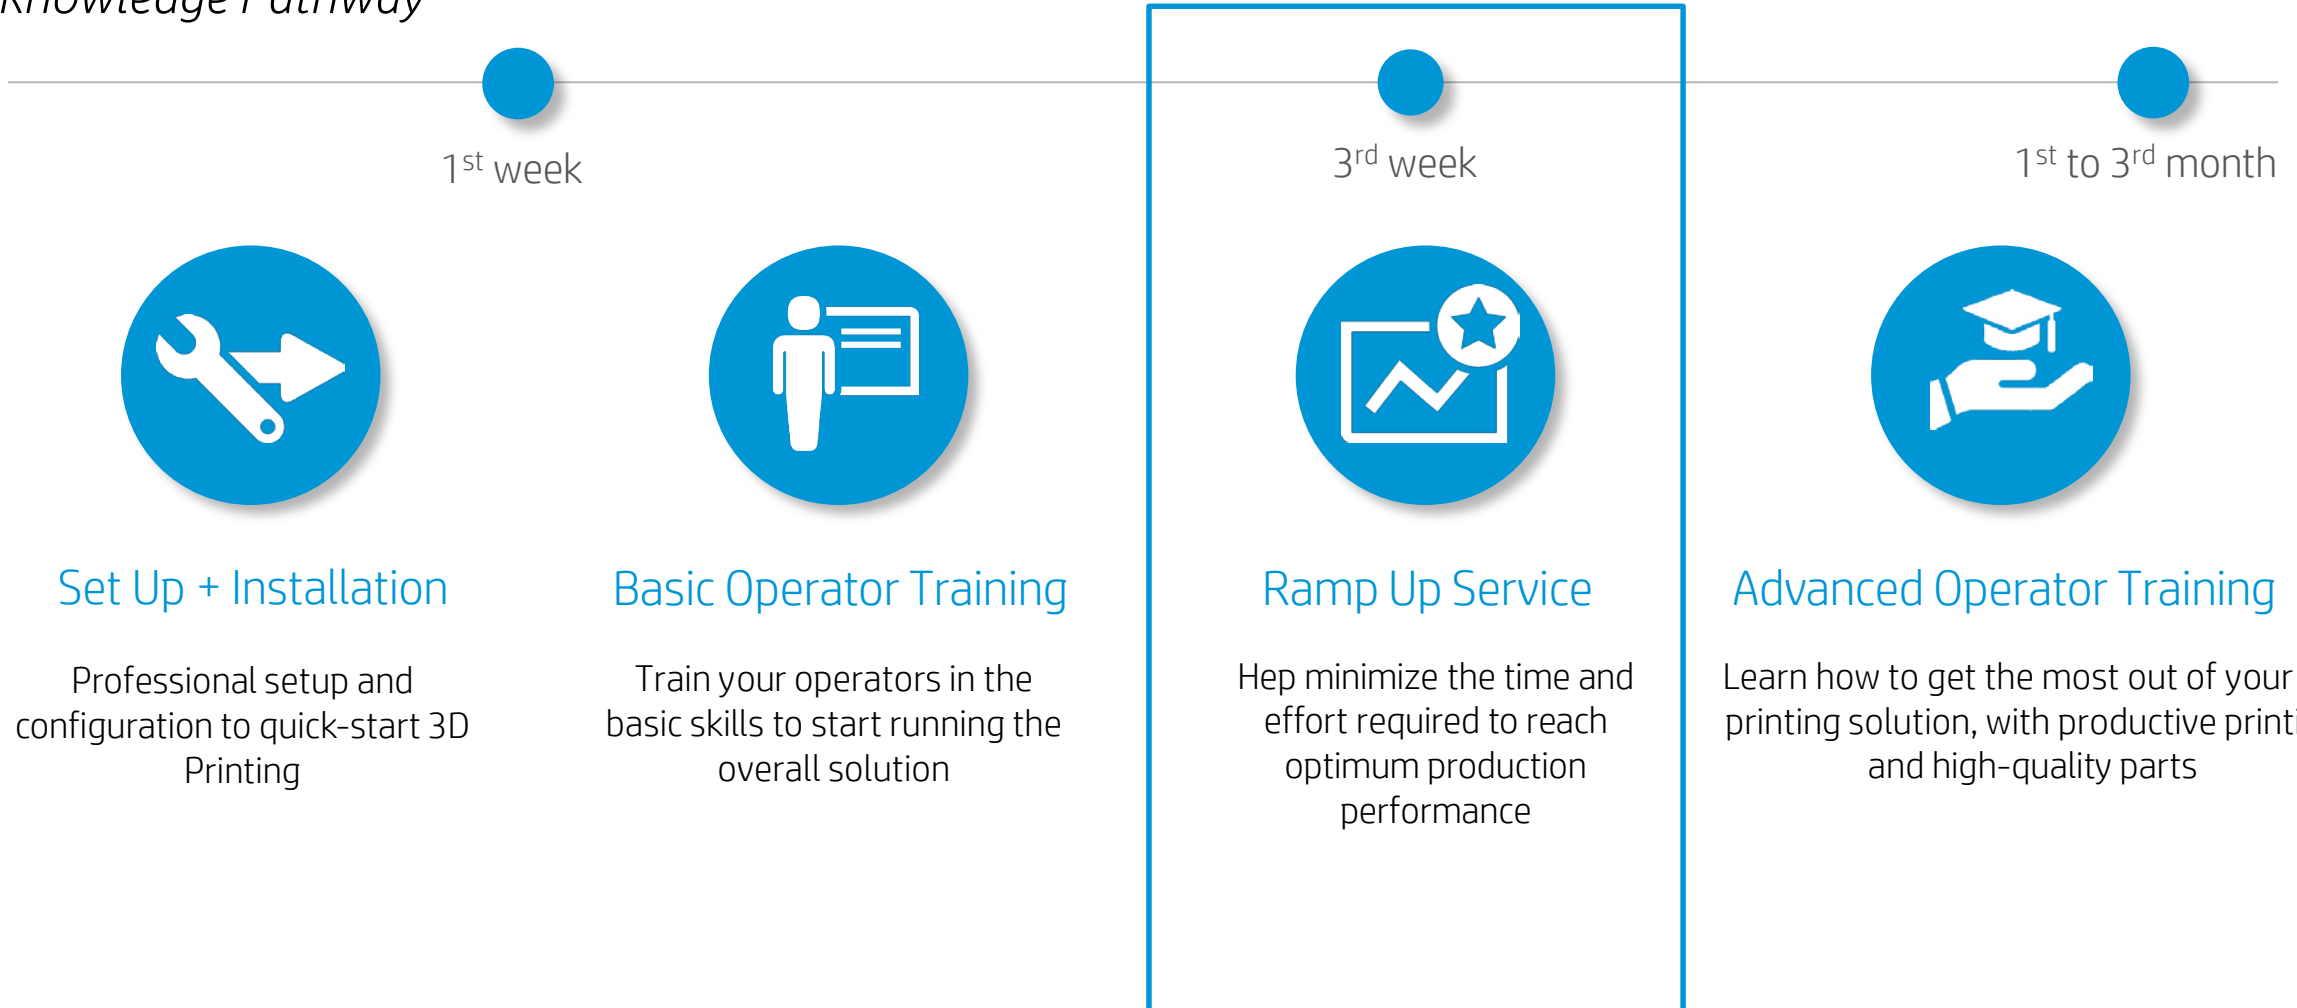 Knowledge Pathway
1st week
3rd week
1st to 3rd month
Set Up + Installation
Professional setup and
configuration to quick-start 3D
Printing
Basic Operator Training
Train your operators in the
basic skills to start running the
overall solution
Ramp Up Service
Hep minimize the time and
effort required to reach
optimum production
performance
Advanced Operator Training
Learn how to get the most out of your
printing solution, with productive
and high-quality parts